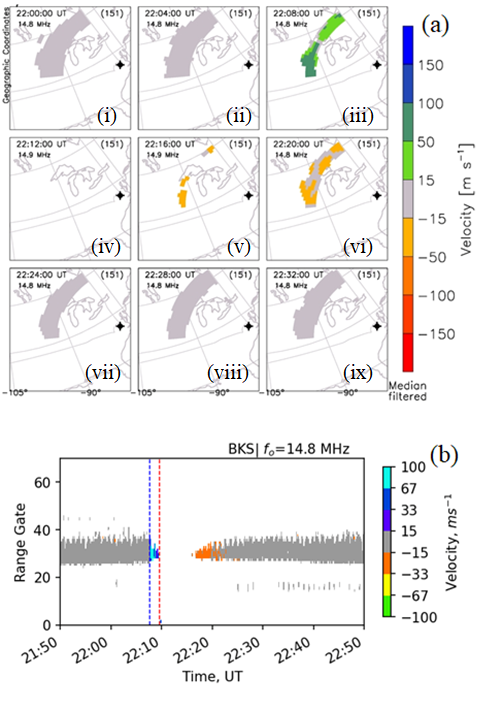 Geographic Coordinates
22:00:00 UT (151)
14.8 MHz
(i)
22:04:00 UT (151)
14.8 MHz
(ii)
22:08:00 UT (151)
14.8 MHz
(iii)
(a)
22:12:00 UT (151)
14.9 MHz
(iv)
22:16:00 UT (151)
14.9 MHz
(v)
22:20:00 UT (151)
14.8 MHz
(vi)
22:24:00 UT (151)
14.8 MHz
(vii)
22:28:00 UT (151)
14.8 MHz
(viii)
22:32:00 UT (151)
14.8 MHz
(ix)
-105° -90° -105° -90° -105° -90°
150
100
50
15
-15
-50
-100
-150
Velocity [m s⁻¹]
Median
filtered
BKS| fₒ=14.8 MHz
(b)
Range Gate
60
40
20
0
21:50 22:00 22:10 22:20 22:30 22:40 22:50
Time, UT
100
67
33
15
−15
−33
−67
−100
Velocity, ms⁻¹